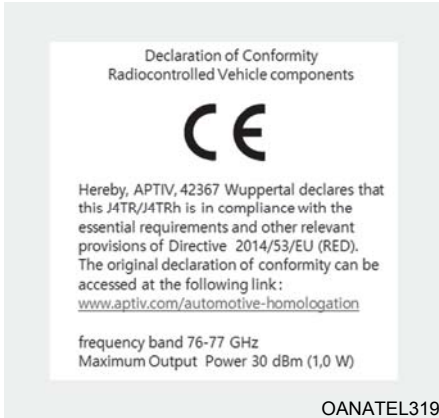 Declaration of Conformity
Radiocontrolled Vehicle components
CE
Hereby, APTIV, 42367 Wuppertal declares that
this J4TR/J4TRh is in compliance with the
essential requirements and other relevant
provisions of Directive 2014/53/EU (RED).
The original declaration of conformity can be
accessed at the following link:
www.aptiv.com/automotive-homologation
frequency band 76-77 GHz
Maximum Output Power 30 dBm (1,0 W)
OANATEL319